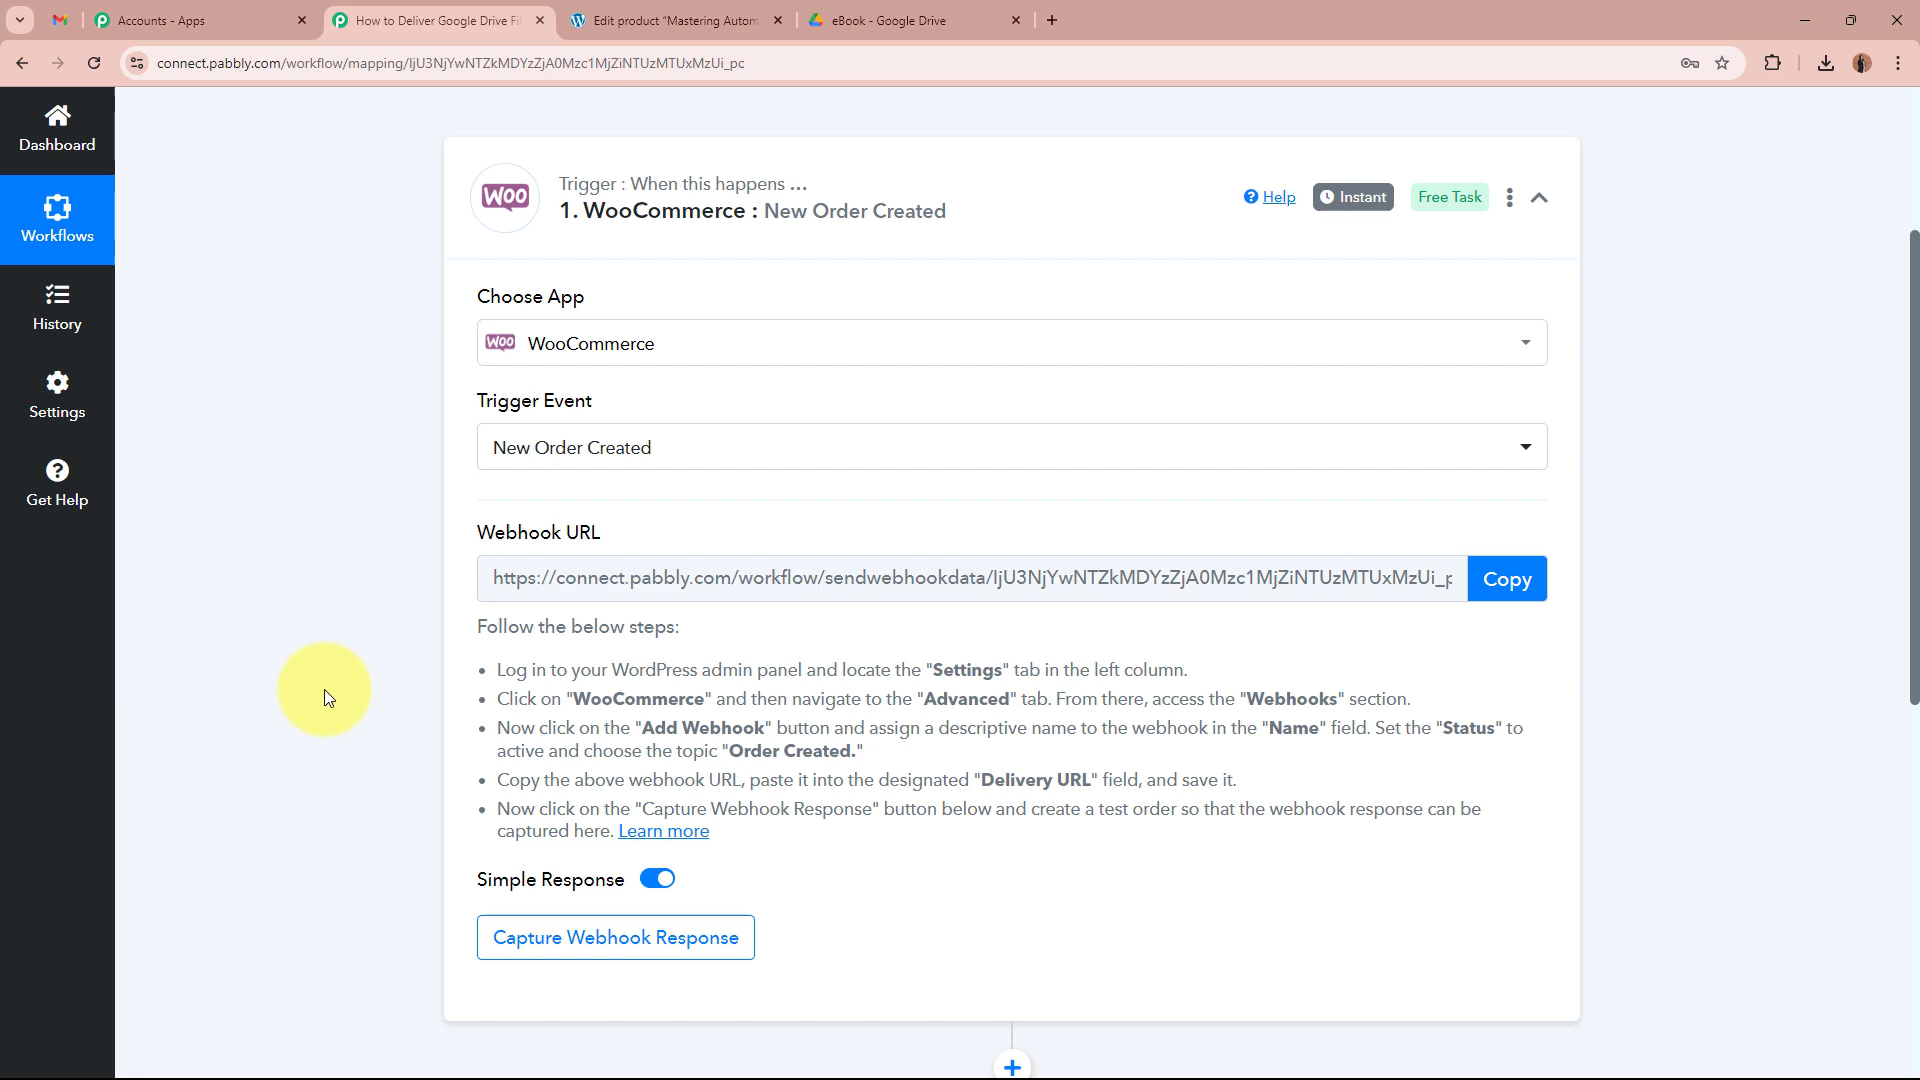 Accounts - Apps
How to Deliver Google Drive Fi
Edit product "Mastering Autom
eBook - Google Drive
connect.pabbly.com/workflow/mapping/IjU3NjYwNTZkMDYzZjA0Mzc1MjZiNTUzMTUxMzUi_pc
Dashboard
Workflows
History
Settings
Get Help
WOO
Trigger : When this happens ...
1. WooCommerce : New Order Created
Help
Instant
Free Task
Choose App
WOO WooCommerce
Trigger Event
New Order Created
Webhook URL
https://connect.pabbly.com/workflow/sendwebhookdata/IjU3NjYwNTZkMDYzZjA0Mzc1MjZiNTUzMTUxMzUi_p
Copy
Follow the below steps:
• Log in to your WordPress admin panel and locate the "Settings" tab in the left column.
• Click on "WooCommerce" and then navigate to the "Advanced" tab. From there, access the "Webhooks" section.
• Now click on the "Add Webhook" button and assign a descriptive name to the webhook in the "Name" field. Set the "Status" to
active and choose the topic "Order Created."
• Copy the above webhook URL, paste it into the designated "Delivery URL" field, and save it.
• Now click on the "Capture Webhook Response" button below and create a test order so that the webhook response can be
captured here. Learn more
Simple Response
Capture Webhook Response